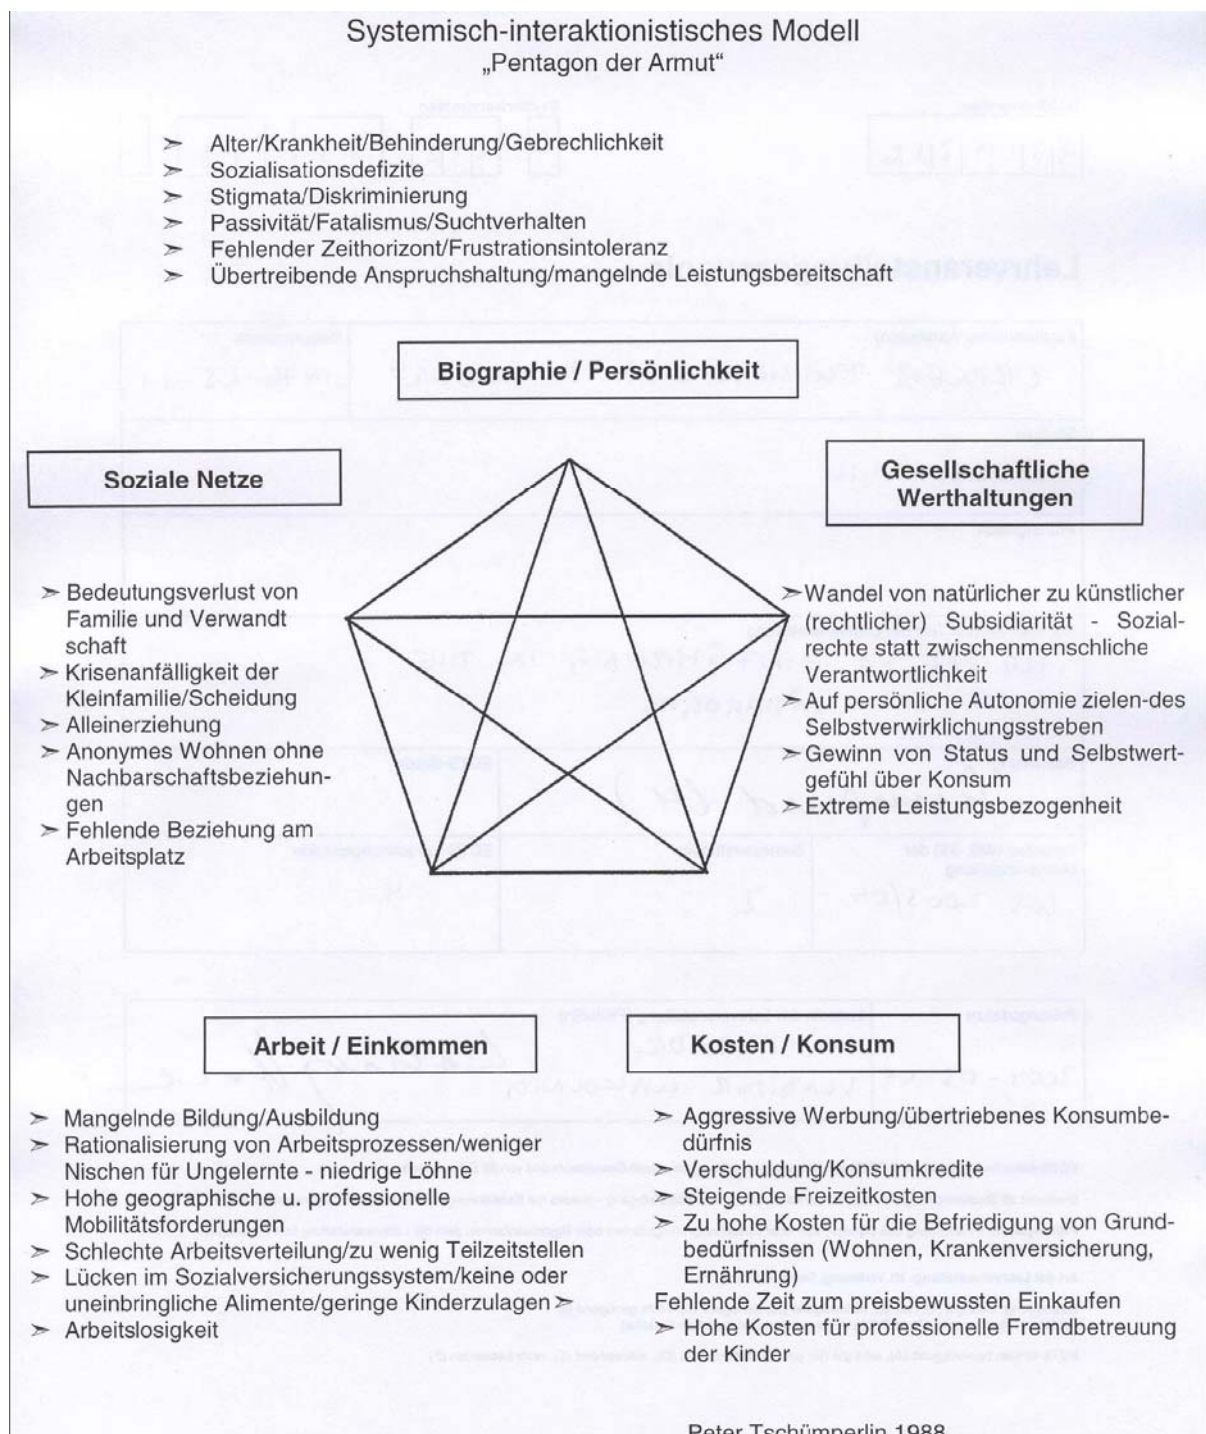 Systemisch-interaktionistisches Modell
„Pentagon der Armut“
➢ Alter/Krankheit/Behinderung/Gebrechlichkeit
➢ Sozialisationsdefizite
➢ Stigmata/Diskriminierung
➢ Passivität/Fatalismus/Suchtverhalten
➢ Fehlender Zeithorizont/Frustrationsintoleranz
➢ Übertreibende Anspruchshaltung/mangelnde Leistungsbereitschaft
Biographie / Persönlichkeit
Soziale Netze
➢ Bedeutungsverlust von
Familie und Verwandt
schaft
➢ Krisenanfälligkeit der
Kleinfamilie/Scheidung
➢ Alleinerziehung
➢ Anonymes Wohnen ohne
Nachbarschaftsbeziehun-
gen
➢ Fehlende Beziehung am
Arbeitsplatz
Gesellschaftliche
Werthaltungen
➢ Wandel von natürlicher zu künstlicher
(rechtlicher) Subsidiarität - Sozial-
rechte statt zwischenmenschliche
Verantwortlichkeit
➢ Auf persönliche Autonomie zielen-des
Selbstverwirklichungsstreben
➢ Gewinn von Status und Selbstwert-
gefühl über Konsum
➢ Extreme Leistungsbezogenheit
Arbeit / Einkommen
➢ Mangelnde Bildung/Ausbildung
➢ Rationalisierung von Arbeitsprozessen/weniger
Nischen für Ungelernte - niedrige Löhne
➢ Hohe geographische u. professionelle
Mobilitätsforderungen
➢ Schlechte Arbeitsverteilung/zu wenig Teilzeitstellen
➢ Lücken im Sozialversicherungssystem/keine oder
uneinbringliche Alimente/geringe Kinderzulagen ➢
➢ Arbeitslosigkeit
Kosten / Konsum
➢ Aggressive Werbung/übertriebenes Konsumbe-
dürfnis
➢ Verschuldung/Konsumkredite
➢ Steigende Freizeitkosten
➢ Zu hohe Kosten für die Befriedigung von Grund-
bedürfnissen (Wohnen, Krankenversicherung,
Ernährung)
Fehlende Zeit zum preisbewussten Einkaufen
➢ Hohe Kosten für professionelle Fremdbetreuung
der Kinder
Peter Tschümperlin 1988